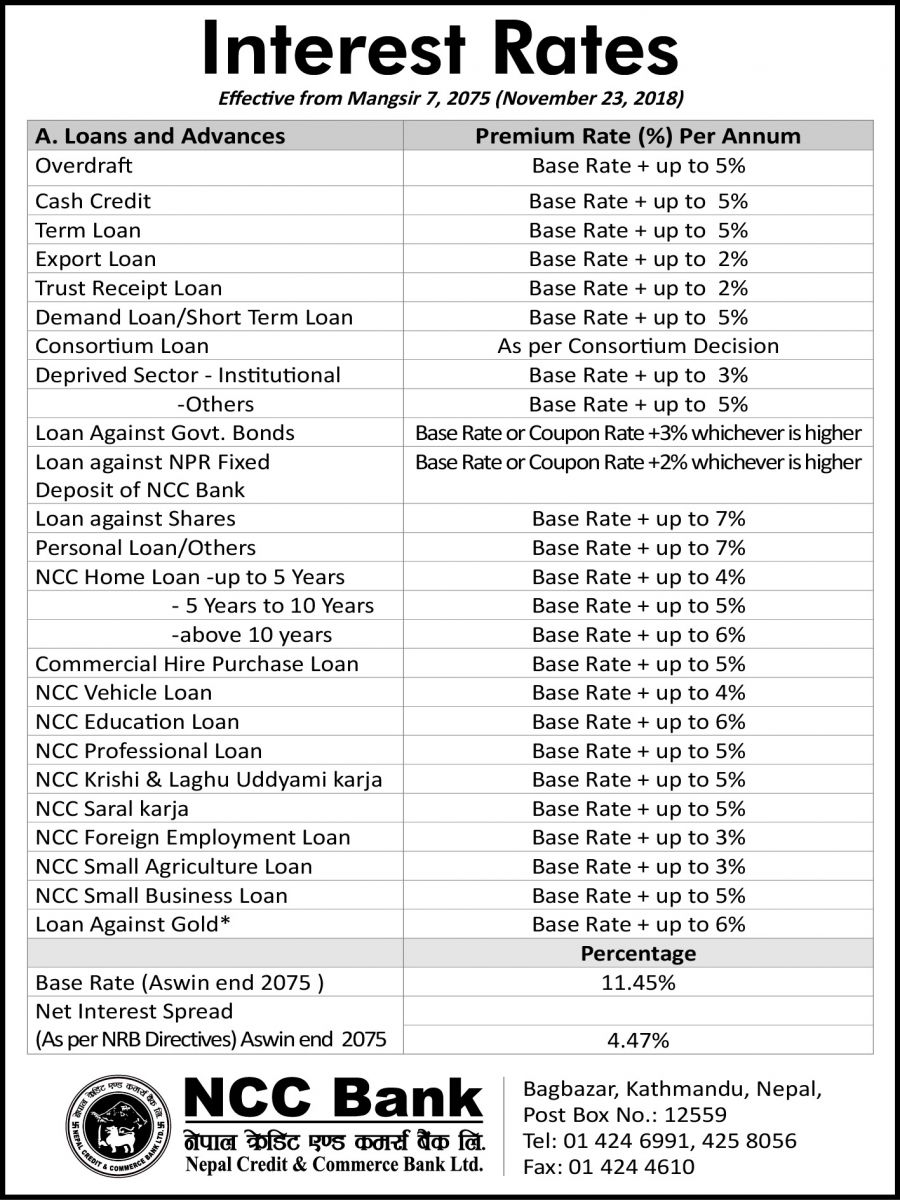 Interest Rates
Effective from Mangsir 7, 2075 (November 23, 2018)
A. Loans and Advances Premium Rate (%) Per Annum
Overdraft Base Rate + up to 5%
Cash Credit Base Rate + up to 5%
Term Loan Base Rate + up to 5%
Export Loan Base Rate + up to 2%
Trust Receipt Loan Base Rate + up to 2%
Demand Loan/Short Term Loan Base Rate + up to 5%
Consortium Loan As per Consortium Decision
Deprived Sector - Institutional Base Rate + up to 3%
-Others Base Rate + up to 5%
Loan Against Govt. Bonds Base Rate or Coupon Rate +3% whichever is higher
Loan against NPR Fixed Base Rate or Coupon Rate +2% whichever is higher
Deposit of NCC Bank
Loan against Shares Base Rate + up to 7%
Personal Loan/Others Base Rate + up to 7%
NCC Home Loan -up to 5 Years Base Rate + up to 4%
- 5 Years to 10 Years Base Rate + up to 5%
-above 10 years Base Rate + up to 6%
Commercial Hire Purchase Loan Base Rate + up to 5%
NCC Vehicle Loan Base Rate + up to 4%
NCC Education Loan Base Rate + up to 6%
NCC Professional Loan Base Rate + up to 5%
NCC Krishi & Laghu Uddyami karja Base Rate + up to 5%
NCC Saral karja Base Rate + up to 5%
NCC Foreign Employment Loan Base Rate + up to 3%
NCC Small Agriculture Loan Base Rate + up to 3%
NCC Small Business Loan Base Rate + up to 5%
Loan Against Gold* Base Rate + up to 6%
Percentage
Base Rate (Aswin end 2075 ) 11.45%
Net Interest Spread
(As per NRB Directives) Aswin end 2075 4.47%
नेपाल क्रेडिट एण्ड कमर्स बैंक लि.
NEPAL CREDIT & COMMERCE BANK LTD.
NCC Bank
नेपाल क्रेडिट एण्ड कमर्स बैंक लि.
Nepal Credit & Commerce Bank Ltd.
Bagbazar, Kathmandu, Nepal,
Post Box No.: 12559
Tel: 01 424 6991, 425 8056
Fax: 01 424 4610